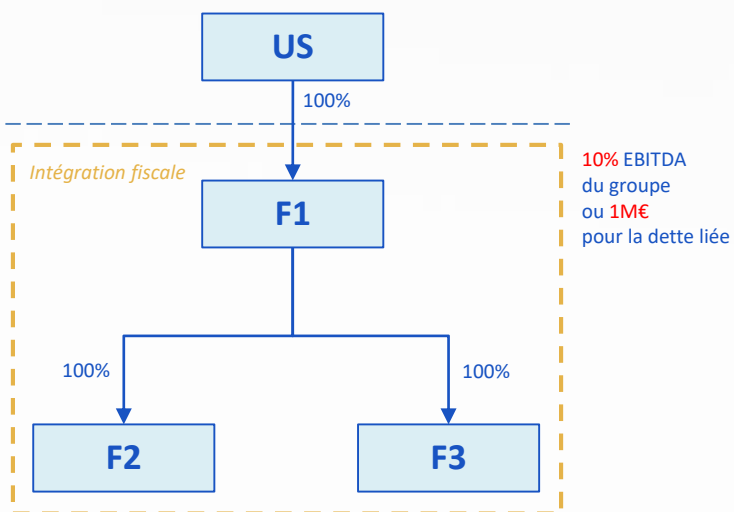 US
100%
Intégration fiscale
10% EBITDA
du groupe
ou 1M€
pour la dette liée
F1
100%
100%
F2
F3